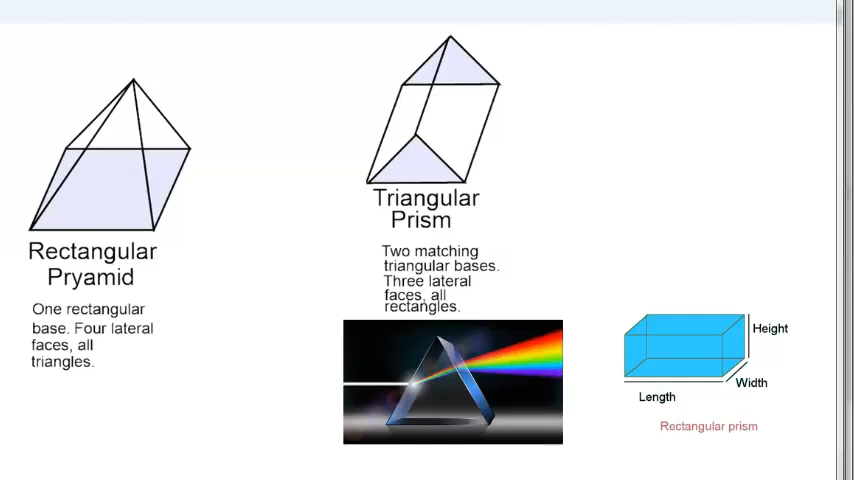 Rectangular
Pryamid
One rectangular
base. Four lateral
faces, all
triangles.
Triangular
Prism
Two matching
triangular bases.
Three lateral
faces, all
rectangles.
Height
Width
Length
Rectangular prism